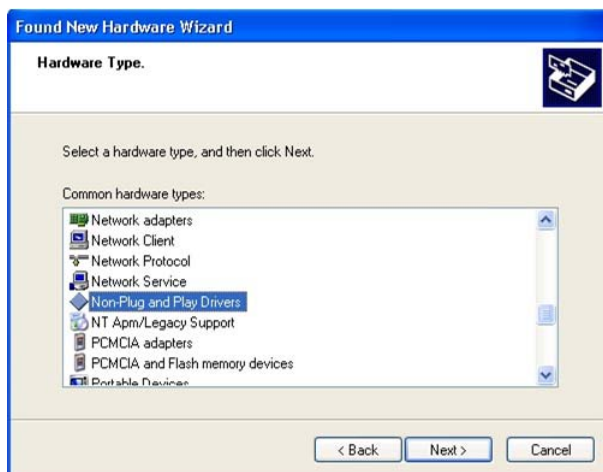 Found New Hardware Wizard
Hardware Type.
Select a hardware type, and then click Next.
Common hardware types:
Network adapters
Network Client
Network Protocol
Network Service
Non-Plug and Play Drivers
NT Apm/Legacy Support
PCMCIA adapters
PCMCIA and Flash memory devices
Portable Devices
< Back Next > Cancel